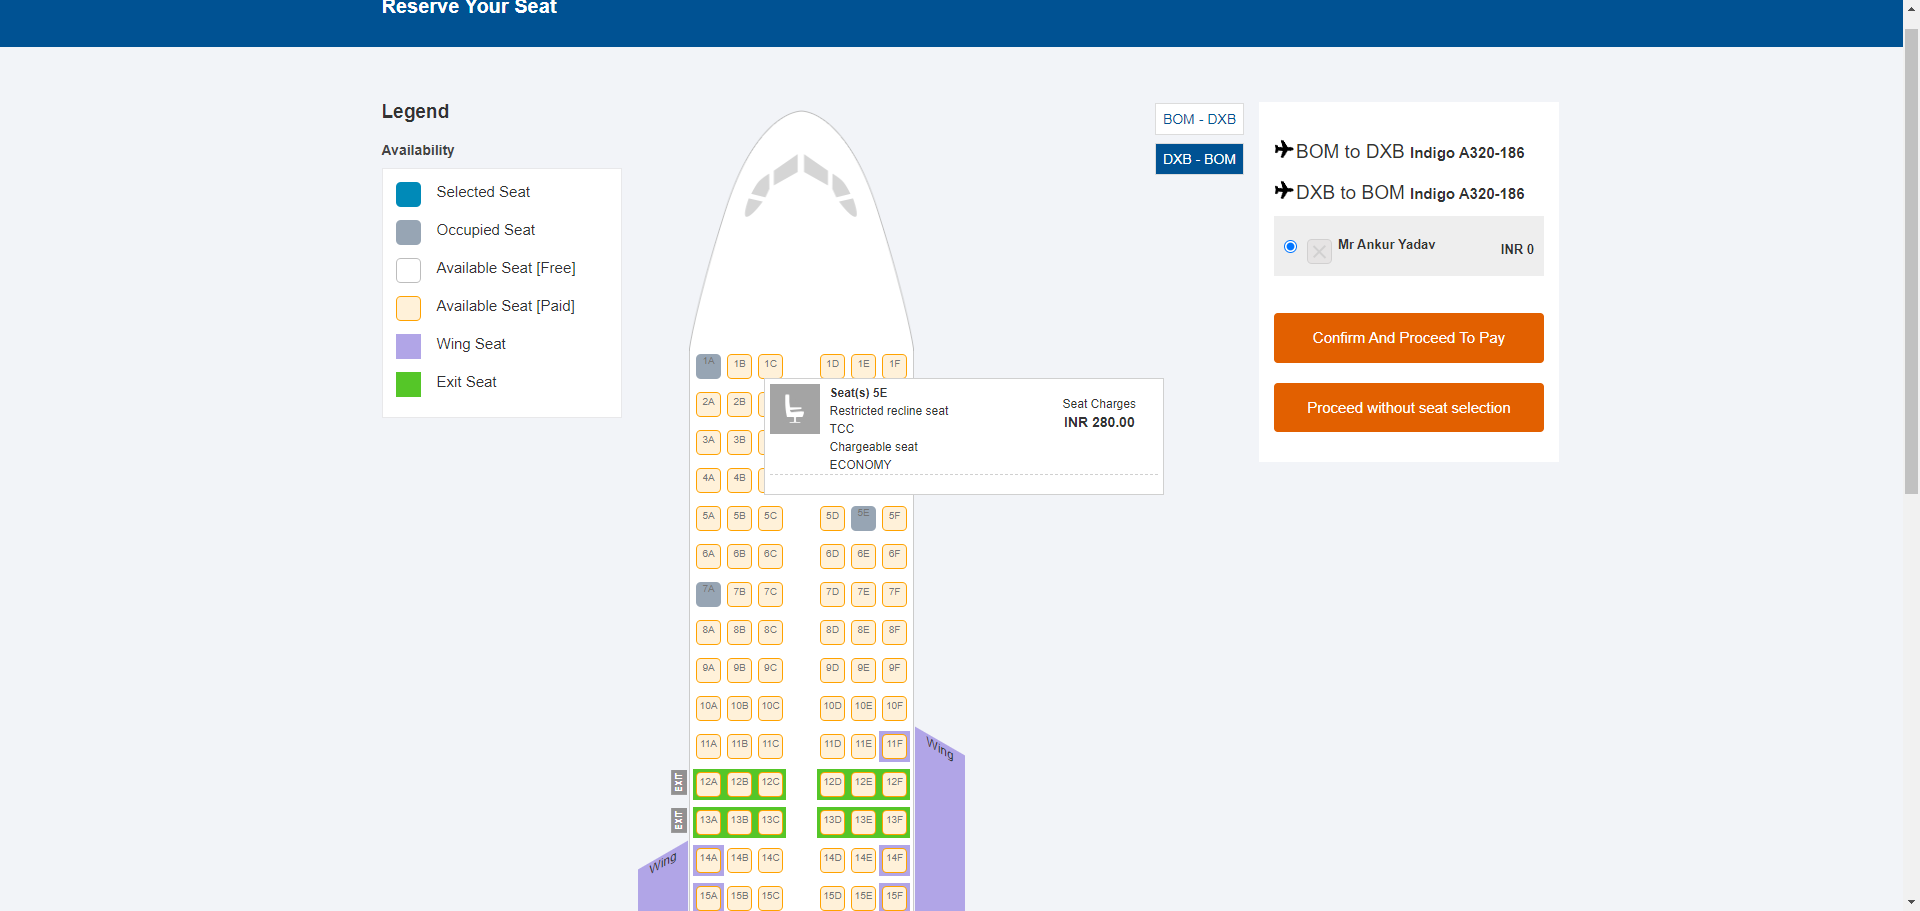 Reserve Your Seat
Legend
Availability
Selected Seat
Occupied Seat
Available Seat [Free]
Available Seat [Paid]
Wing Seat
Exit Seat
BOM - DXB
DXB - BOM
BOM to DXB Indigo A320-186
DXB to BOM Indigo A320-186
Mr Ankur Yadav INR 0
Confirm And Proceed To Pay
Proceed without seat selection
1A 1B 1C 1D 1E 1F
2A 2B
3A 3B
4A 4B
Seat(s) 5E
Restricted recline seat
TCC
Chargeable seat
ECONOMY
Seat Charges
INR 280.00
5A 5B 5C 5D 5E 5F
6A 6B 6C 6D 6E 6F
7A 7B 7C 7D 7E 7F
8A 8B 8C 8D 8E 8F
9A 9B 9C 9D 9E 9F
10A 10B 10C 10D 10E 10F
11A 11B 11C 11D 11E 11F
Wing
EXIT 12A 12B 12C 12D 12E 12F
EXIT 13A 13B 13C 13D 13E 13F
Wing
14A 14B 14C 14D 14E 14F
15A 15B 15C 15D 15E 15F